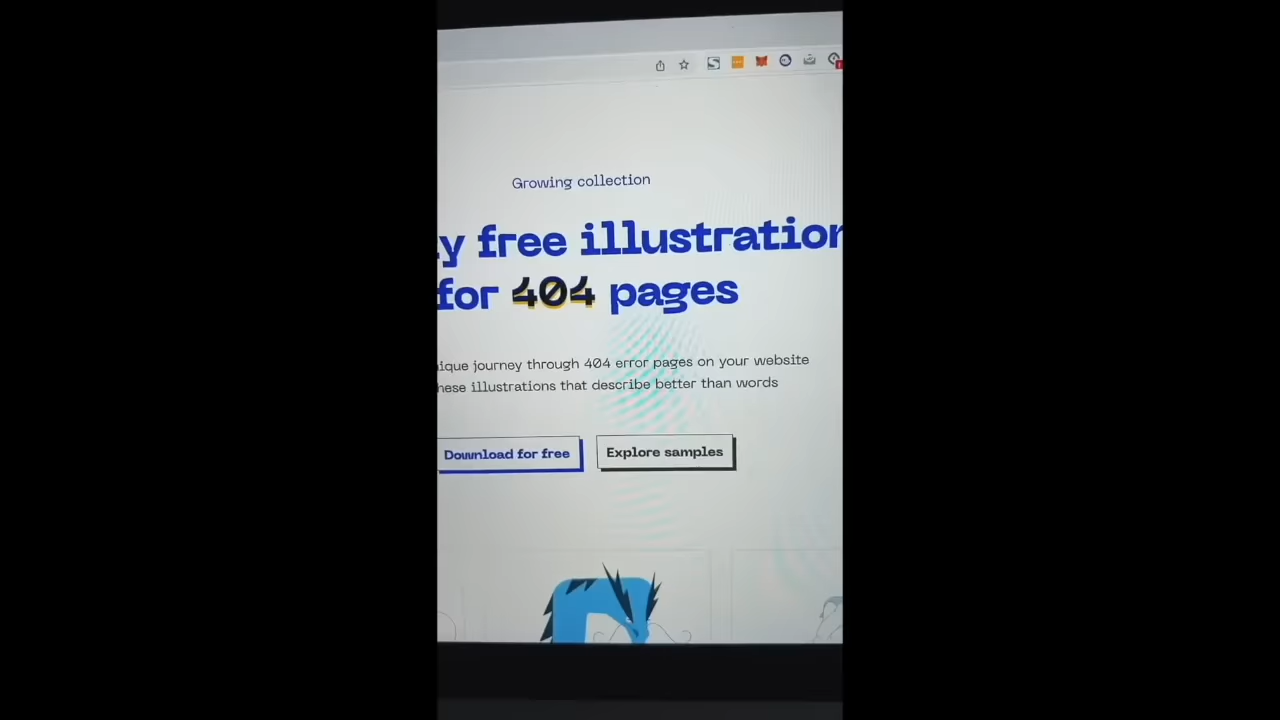 Growing collection
y free illustration
for 404 pages
nique journey through 404 error pages on your website
hese illustrations that describe better than words
Download for free
Explore samples